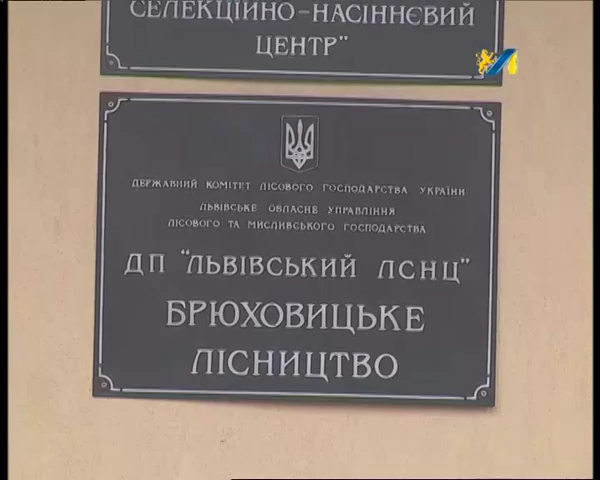 СЕЛЕКЦІЙНО-НАСІННЄВИЙ
ЦЕНТР"
ДЕРЖАВНИЙ КОМІТЕТ ЛІСОВОГО ГОСПОДАРСТВА УКРАЇНИ
ЛЬВІВСЬКЕ ОБЛАСНЕ УПРАВЛІННЯ
ЛІСОВОГО ТА МИСЛИВСЬКОГО ГОСПОДАРСТВА
ДП "ЛЬВІВСЬКИЙ ЛСНЦ"
БРЮХОВИЦЬКЕ
ЛІСНИЦТВО